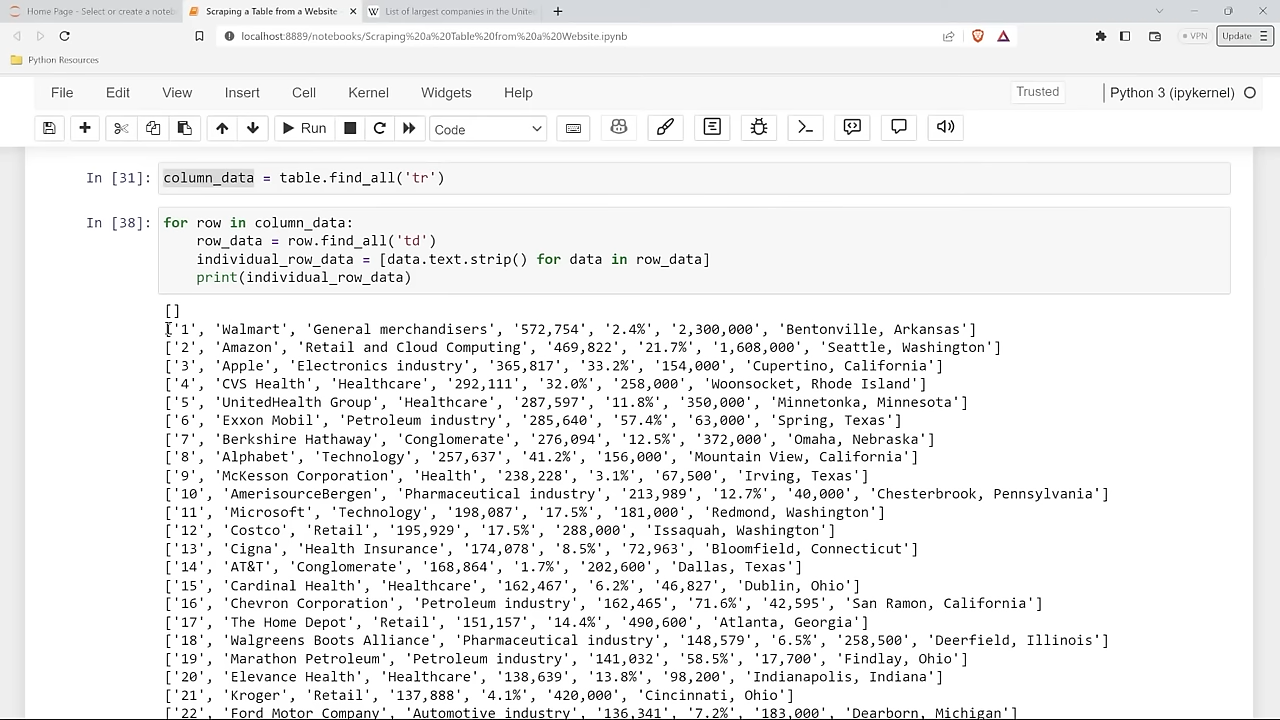 Home Page - Select or create a noteb
Scraping a Table from a Website
List of largest companies in the Unite
localhost:8889/notebooks/Scraping%20a%20Table%20from%20a%20Website.ipynb
VPN
Update
Python Resources
File Edit View Insert Cell Kernel Widgets Help
Trusted
Python 3 (ipykernel)
Run
Code
In [31]: column_data = table.find_all('tr')
In [38]: for row in column_data:
row_data = row.find_all('td')
individual_row_data = [data.text.strip() for data in row_data]
print(individual_row_data)
[]
['1', 'Walmart', 'General merchandisers', '572,754', '2.4%', '2,300,000', 'Bentonville, Arkansas']
['2', 'Amazon', 'Retail and Cloud Computing', '469,822', '21.7%', '1,608,000', 'Seattle, Washington']
['3', 'Apple', 'Electronics industry', '365,817', '33.2%', '154,000', 'Cupertino, California']
['4', 'CVS Health', 'Healthcare', '292,111', '32.0%', '258,000', 'Woonsocket, Rhode Island']
['5', 'UnitedHealth Group', 'Healthcare', '287,597', '11.8%', '350,000', 'Minnetonka, Minnesota']
['6', 'Exxon Mobil', 'Petroleum industry', '285,640', '57.4%', '63,000', 'Spring, Texas']
['7', 'Berkshire Hathaway', 'Conglomerate', '276,094', '12.5%', '372,000', 'Omaha, Nebraska']
['8', 'Alphabet', 'Technology', '257,637', '41.2%', '156,000', 'Mountain View, California']
['9', 'McKesson Corporation', 'Health', '238,228', '3.1%', '67,500', 'Irving, Texas']
['10', 'AmerisourceBergen', 'Pharmaceutical industry', '213,989', '12.7%', '40,000', 'Chesterbrook, Pennsylvania']
['11', 'Microsoft', 'Technology', '198,087', '17.5%', '181,000', 'Redmond, Washington']
['12', 'Costco', 'Retail', '195,929', '17.5%', '288,000', 'Issaquah, Washington']
['13', 'Cigna', 'Health Insurance', '174,078', '8.5%', '72,963', 'Bloomfield, Connecticut']
['14', 'AT&T', 'Conglomerate', '168,864', '1.7%', '202,600', 'Dallas, Texas']
['15', 'Cardinal Health', 'Healthcare', '162,467', '6.2%', '46,827', 'Dublin, Ohio']
['16', 'Chevron Corporation', 'Petroleum industry', '162,465', '71.6%', '42,595', 'San Ramon, California']
['17', 'The Home Depot', 'Retail', '151,157', '14.4%', '490,600', 'Atlanta, Georgia']
['18', 'Walgreens Boots Alliance', 'Pharmaceutical industry', '148,579', '6.5%', '258,500', 'Deerfield, Illinois']
['19', 'Marathon Petroleum', 'Petroleum industry', '141,032', '58.5%', '17,700', 'Findlay, Ohio']
['20', 'Elevance Health', 'Healthcare', '138,639', '13.8%', '98,200', 'Indianapolis, Indiana']
['21', 'Kroger', 'Retail', '137,888', '4.1%', '420,000', 'Cincinnati, Ohio']
['22', 'Ford Motor Company', 'Automotive industry', '136,341', '7.2%', '183,000', 'Dearborn, Michigan']